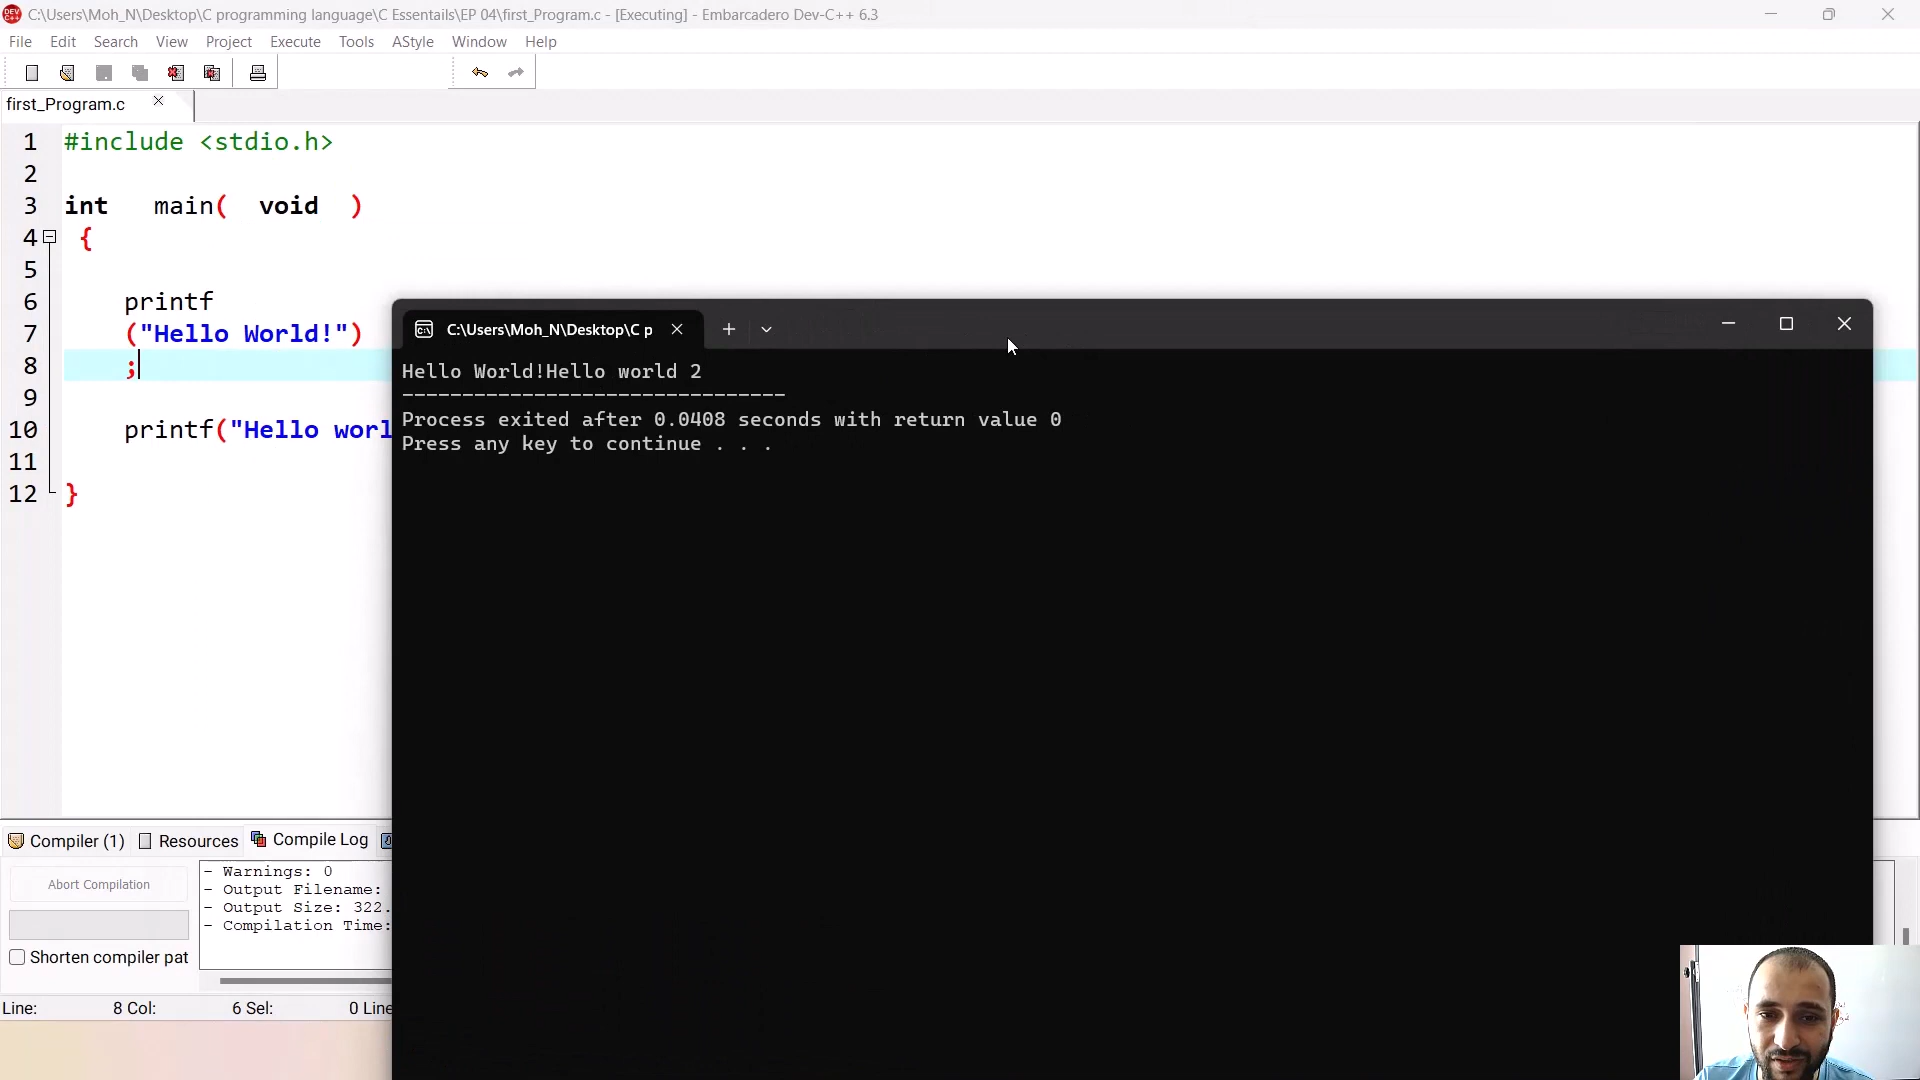 C:\Users\Moh_N\Desktop\C programming language\C Essentails\EP 04\first_Program.c - [Executing] - Embarcadero Dev-C++ 6.3
File Edit Search View Project Execute Tools AStyle Window Help
first_Program.c
1 #include <stdio.h>
2
3 int main( void )
4 {
5
6 printf
7 ("Hello World!")
8 ;
9
10 printf("Hello worl
11
12 }
C:\Users\Moh_N\Desktop\C p
Hello World!Hello world 2
--------------------------------
Process exited after 0.0408 seconds with return value 0
Press any key to continue . . .
Compiler (1) Resources Compile Log
Abort Compilation
Shorten compiler pat
- Warnings: 0
- Output Filename:
- Output Size: 322.
- Compilation Time:
Line: 8 Col: 6 Sel: 0 Line